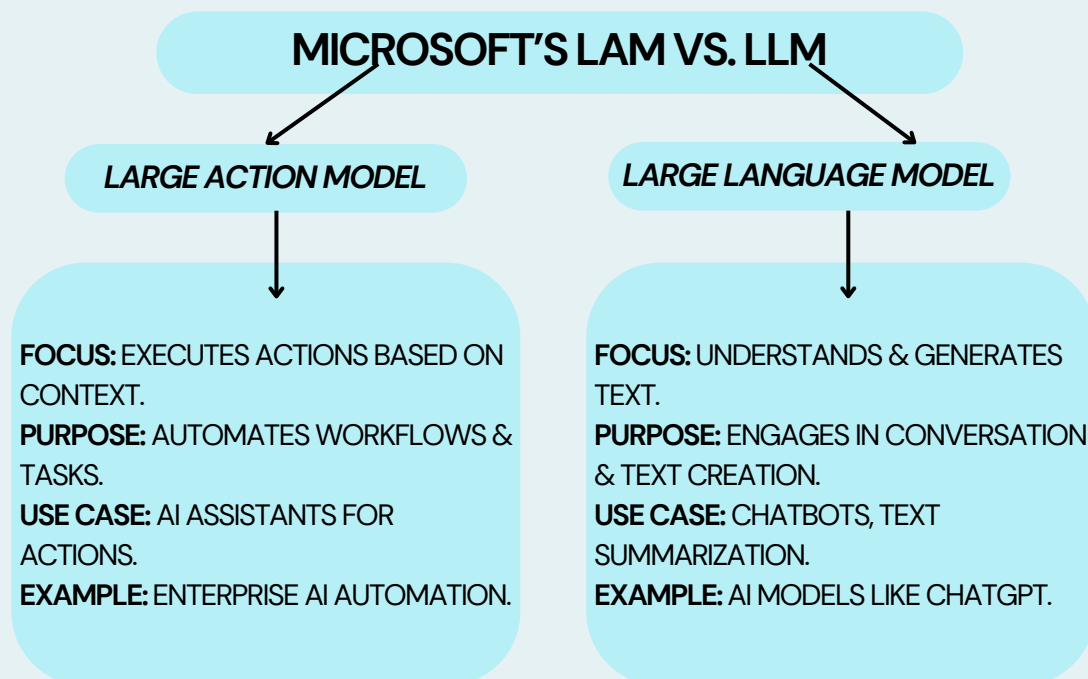 MICROSOFT'S LAM VS. LLM
LARGE ACTION MODEL
LARGE LANGUAGE MODEL
FOCUS: EXECUTES ACTIONS BASED ON
CONTEXT.
PURPOSE: AUTOMATES WORKFLOWS &
TASKS.
USE CASE: AI ASSISTANTS FOR
ACTIONS.
EXAMPLE: ENTERPRISE AI AUTOMATION.
FOCUS: UNDERSTANDS & GENERATES
TEXT.
PURPOSE: ENGAGES IN CONVERSATION
& TEXT CREATION.
USE CASE: CHATBOTS, TEXT
SUMMARIZATION.
EXAMPLE: AI MODELS LIKE CHATGPT.